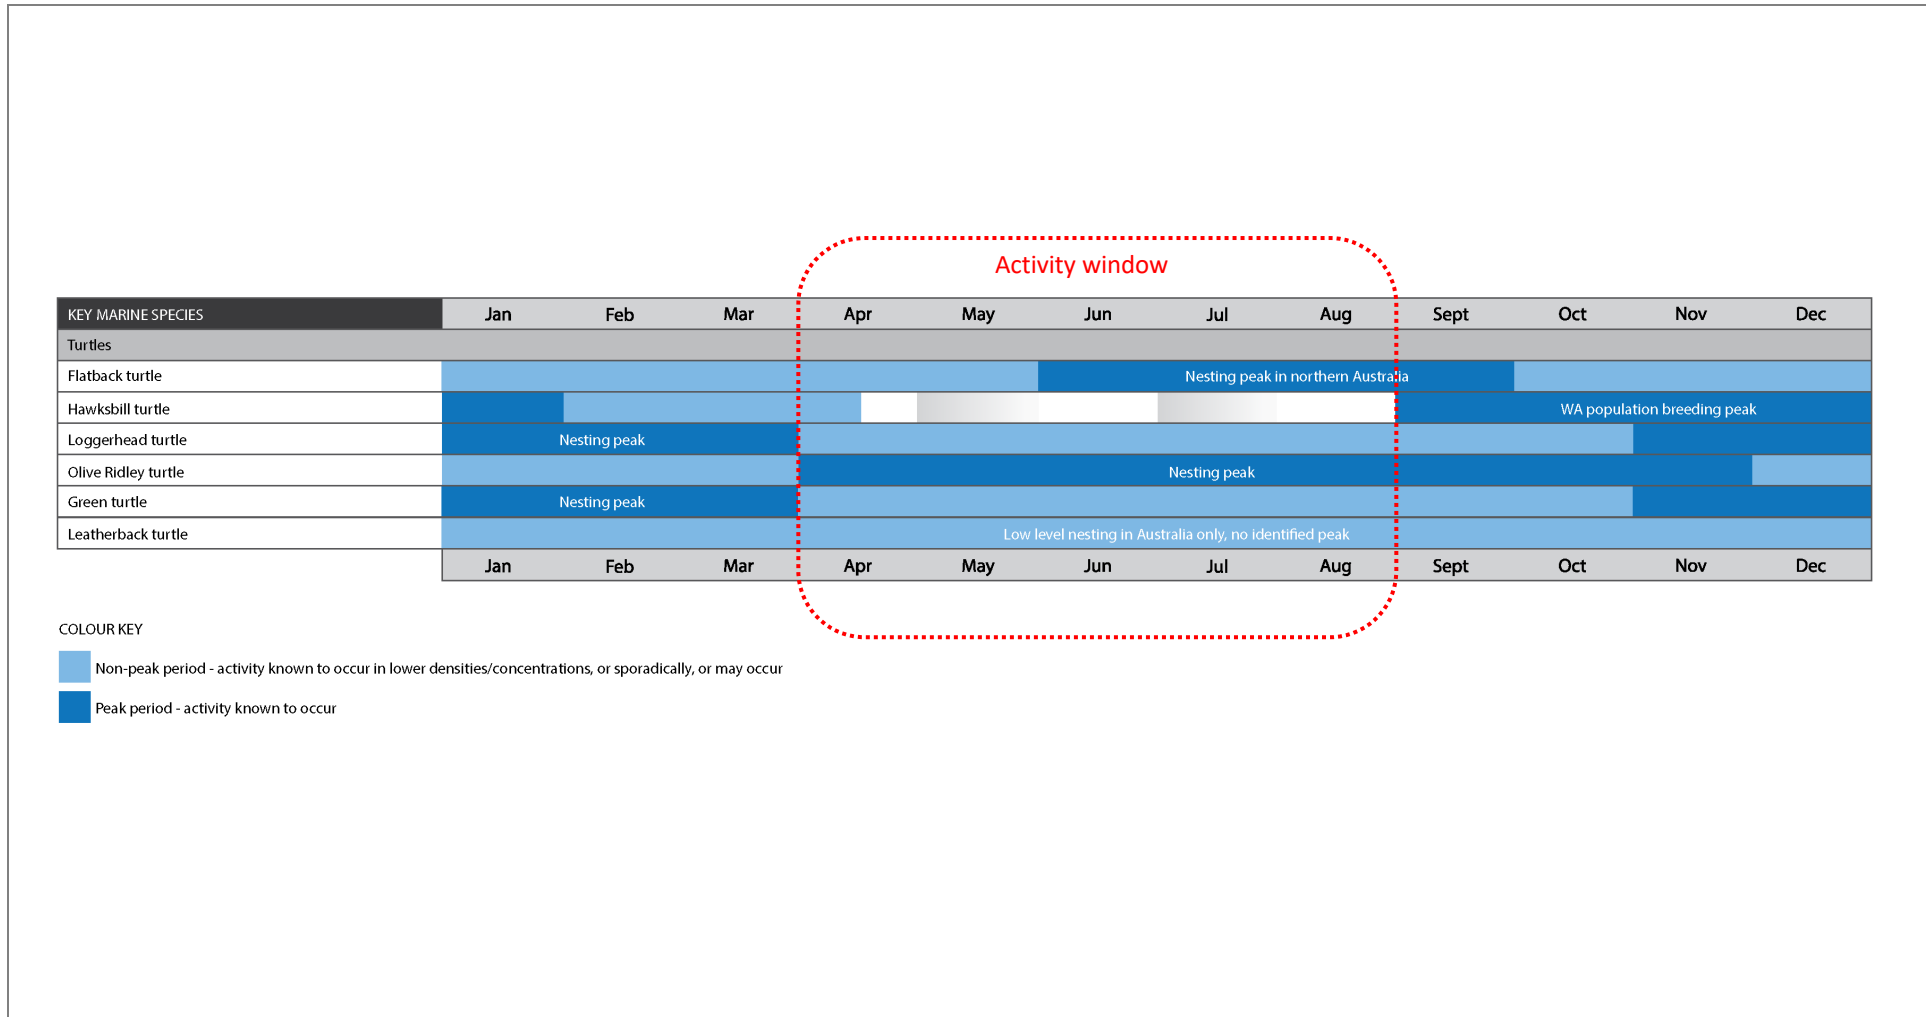 Activity window
KEY MARINE SPECIES Jan Feb Mar Apr May Jun Jul Aug Sept Oct Nov Dec
Turtles
Flatback turtle Nesting peak in northern Australia
Hawksbill turtle WA population breeding peak
Loggerhead turtle Nesting peak
Olive Ridley turtle Nesting peak
Green turtle Nesting peak
Leatherback turtle Low level nesting in Australia only, no identified peak
Jan Feb Mar Apr May Jun Jul Aug Sept Oct Nov Dec
COLOUR KEY
Non-peak period - activity known to occur in lower densities/concentrations, or sporadically, or may occur
Peak period - activity known to occur